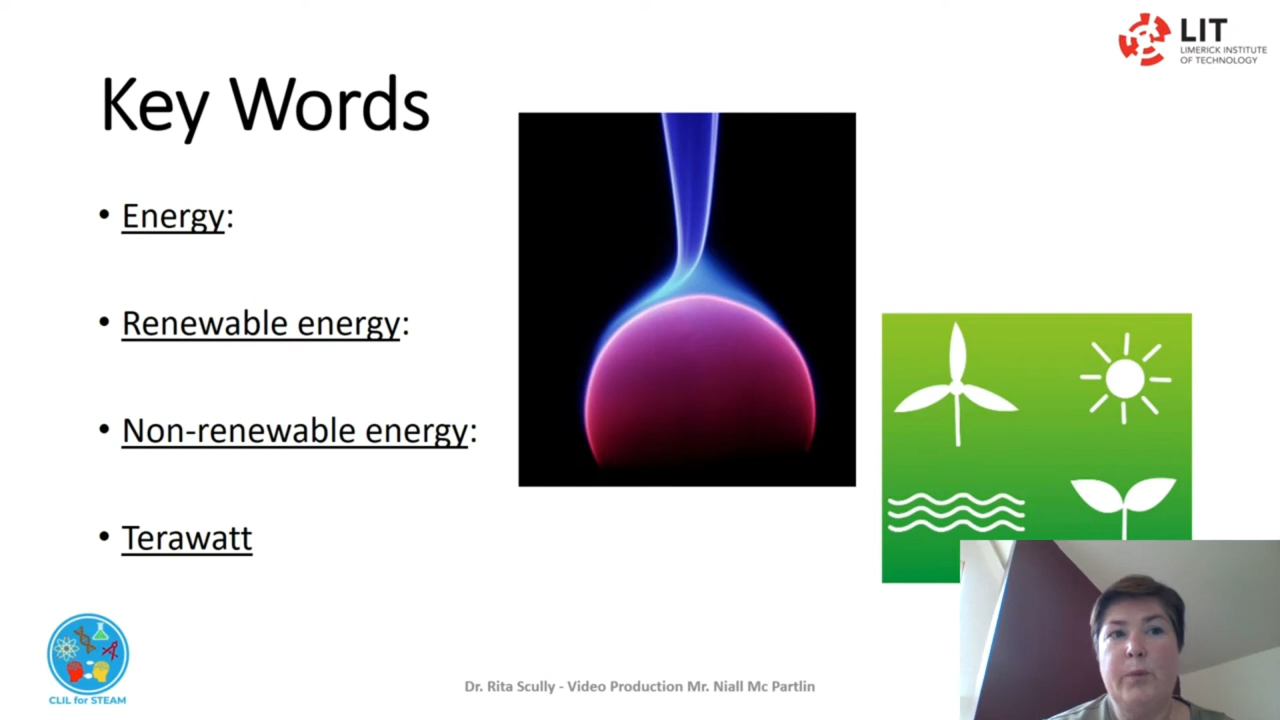 LIT
LIMERICK INSTITUTE
OF TECHNOLOGY
Key Words
• Energy:
• Renewable energy:
• Non-renewable energy:
• Terawatt
CLIL for STEAM
Dr. Rita Scully - Video Production Mr. Niall Mc Partlin